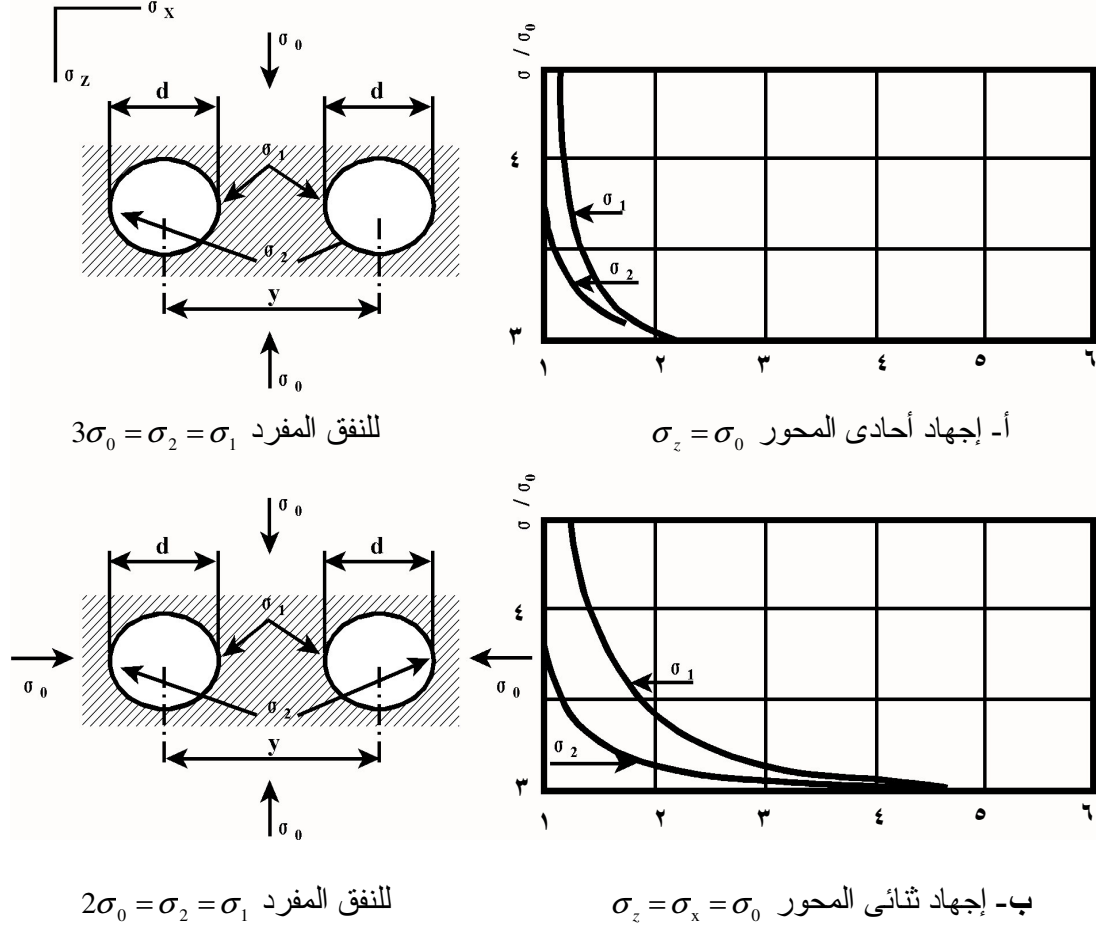 σ X
σ Z
σ 0
d d
σ 1
σ 2
y
σ 0
σ / σ 0
٤
σ 1
σ 2
٣
١ ٢ ٣ ٤ ٥ ٦
للنفق المفرد 3σ0 = σ2 = σ1
أ- إجهاد أحادى المحور σz = σ0
σ 0
d d
σ 1
σ 0
σ 0
σ 2
y
σ 0
σ / σ 0
٤
σ 1
σ 2
٣
١ ٢ ٣ ٤ ٥ ٦
للنفق المفرد 2σ0 = σ2 = σ1
ب- إجهاد ثنائى المحور σz = σx = σ0